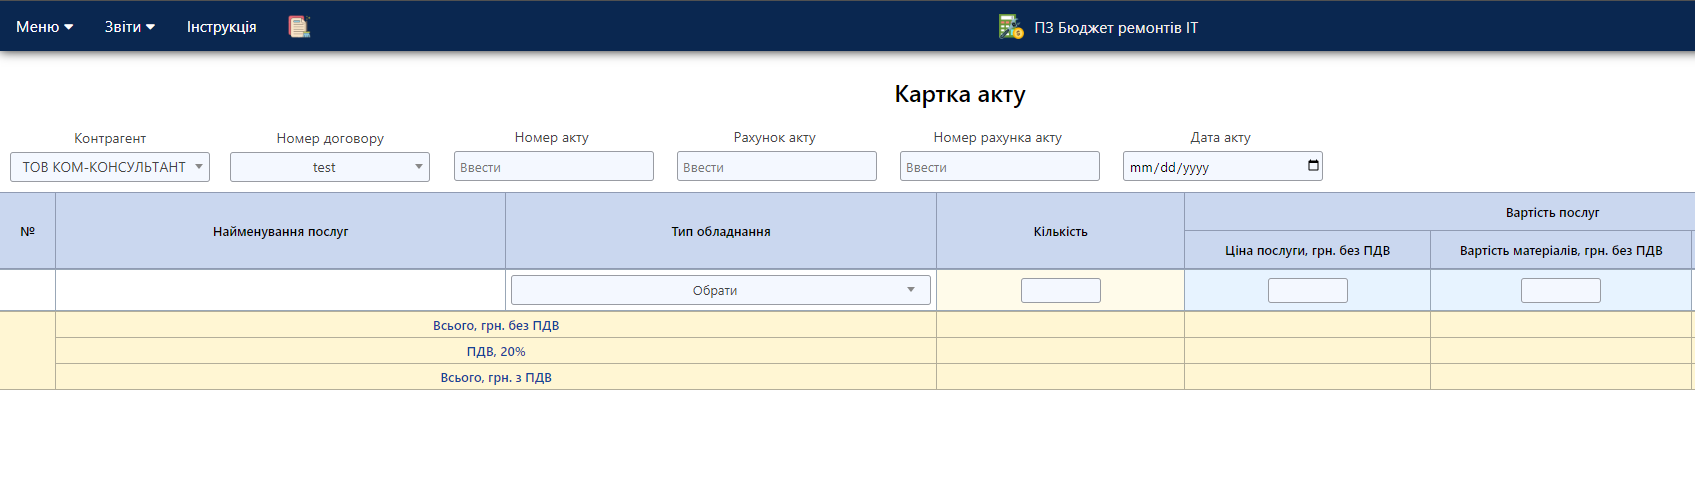 Меню Звіти Інструкція ПЗ Бюджет ремонтів ІТ
Картка акту
Контрагент Номер договору Номер акту Рахунок акту Номер рахунка акту Дата акту
ТОВ КОМ-КОНСУЛЬТАНТ test Ввести Ввести Ввести mm/dd/yyyy
№ Найменування послуг Тип обладнання Кількість Вартість послуг
Ціна послуги, грн. без ПДВ Вартість матеріалів, грн. без ПДВ
Обрати
Всього, грн. без ПДВ
ПДВ, 20%
Всього, грн. з ПДВ